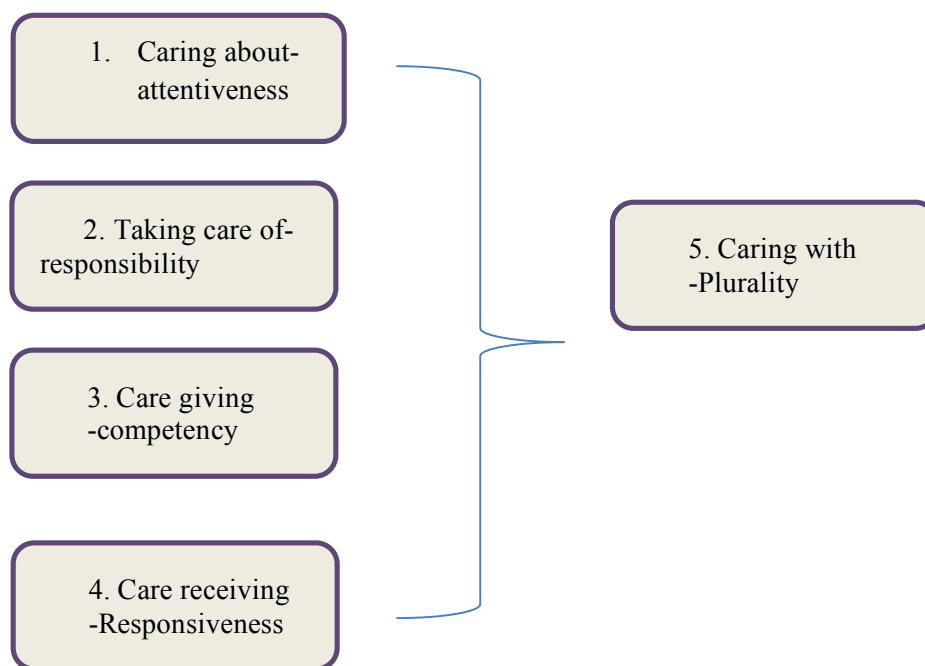 1. Caring about-
attentiveness
2. Taking care of-
responsibility
3. Care giving
-competency
4. Care receiving
-Responsiveness
5. Caring with
-Plurality